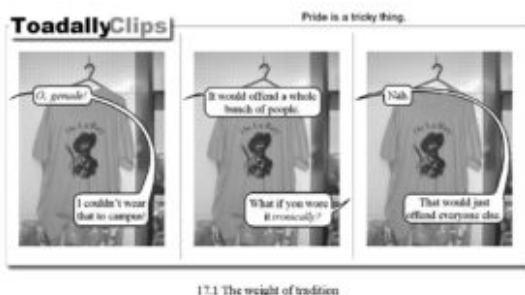 Pride is a tricky thing.
ToadallyClips
O, gemade!
I couldn't wear
that to campus!
It would offend a whole
bunch of people.
What if you wore
it ironically?
Nah.
That would just
offend everyone else.
17.1 The weight of tradition